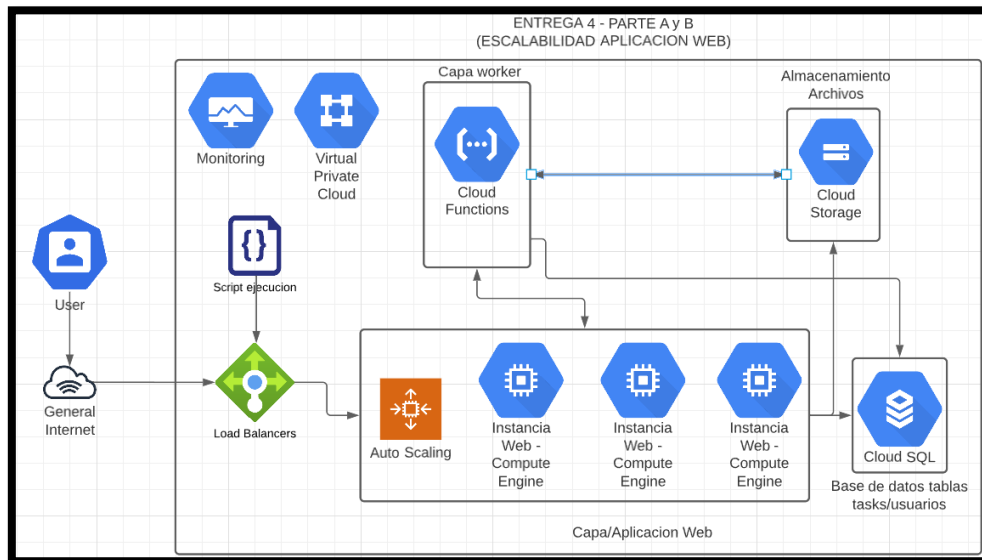 ENTREGA 4 - PARTE A y B
(ESCALABILIDAD APLICACION WEB)
Capa worker
Almacenamiento
Archivos
Monitoring
Virtual
Private
Cloud
Cloud
Functions
Cloud
Storage
User
Script ejecucion
General
Internet
Load Balancers
Auto Scaling
Instancia
Web -
Compute
Engine
Instancia
Web -
Compute
Engine
Instancia
Web -
Compute
Engine
Cloud SQL
Base de datos tablas
tasks/usuarios
Capa/Aplicacion Web